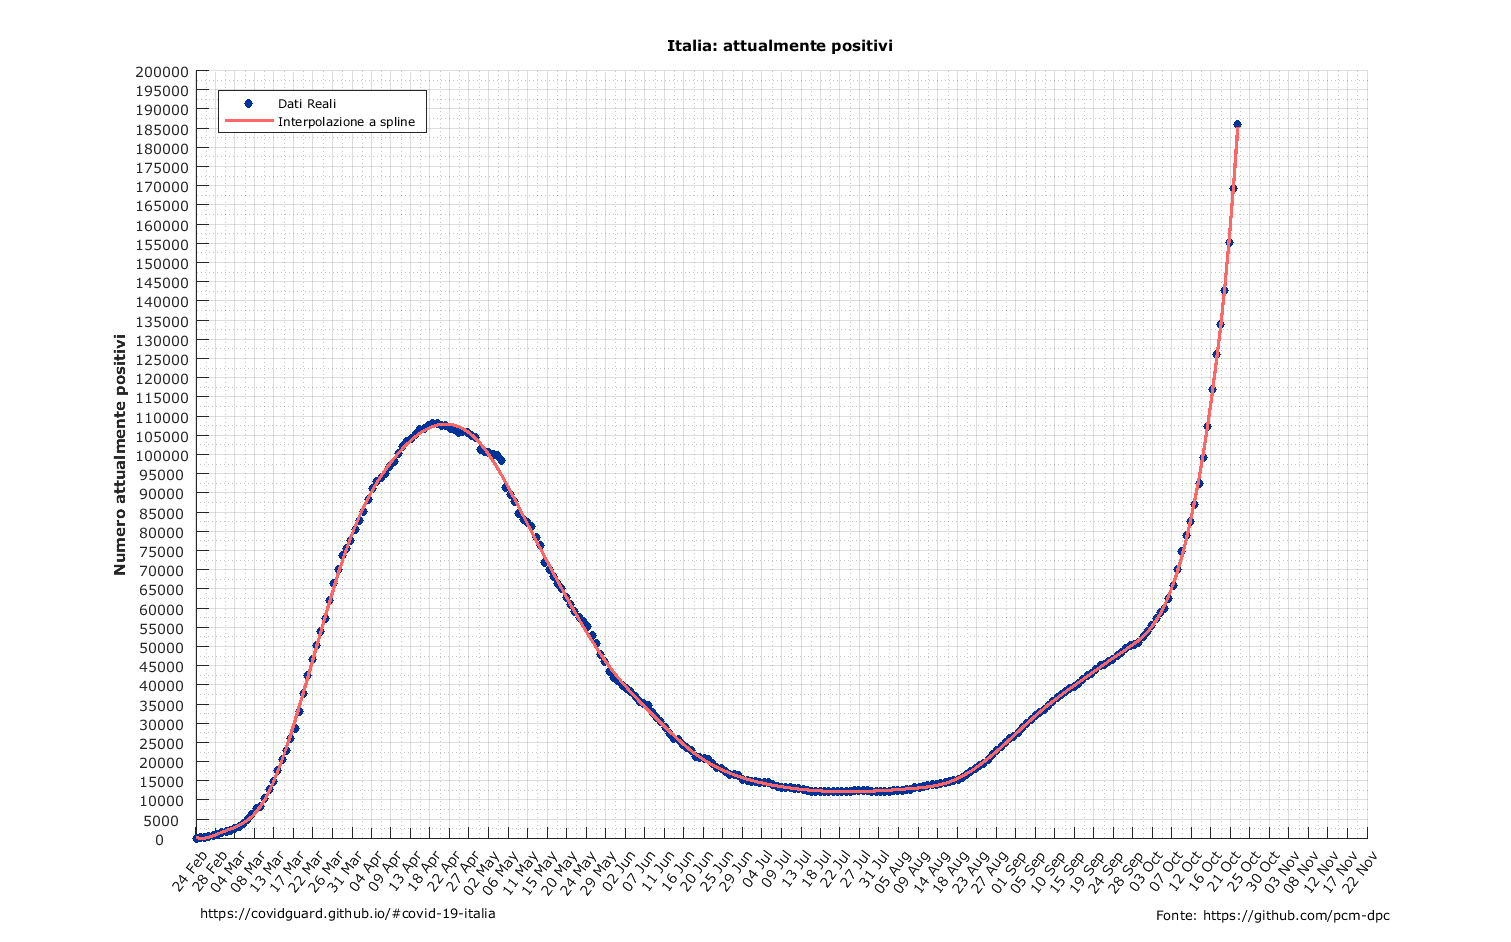 Italia: attualmente positivi
200000
195000
190000
185000
180000
175000
170000
165000
160000
155000
150000
145000
140000
135000
130000
125000
120000
115000
110000
105000
100000
95000
90000
85000
80000
75000
70000
65000
60000
55000
50000
45000
40000
35000
30000
25000
20000
15000
10000
5000
0
Dati Reali
Interpolazione a spline
Numero attualmente positivi
24 Feb
28 Feb
04 Mar
08 Mar
13 Mar
17 Mar
22 Mar
26 Mar
31 Mar
04 Apr
09 Apr
13 Apr
18 Apr
22 Apr
27 Apr
02 May
06 May
11 May
15 May
20 May
24 May
29 May
02 Jun
07 Jun
11 Jun
16 Jun
20 Jun
25 Jun
29 Jun
04 Jul
09 Jul
13 Jul
18 Jul
22 Jul
27 Jul
31 Jul
05 Aug
09 Aug
14 Aug
18 Aug
23 Aug
27 Aug
01 Sep
05 Sep
10 Sep
15 Sep
19 Sep
24 Sep
28 Sep
03 Oct
07 Oct
12 Oct
16 Oct
21 Oct
25 Oct
30 Oct
03 Nov
08 Nov
12 Nov
17 Nov
22 Nov
https://covidguard.github.io/#covid-19-italia
Fonte: https://github.com/pcm-dpc